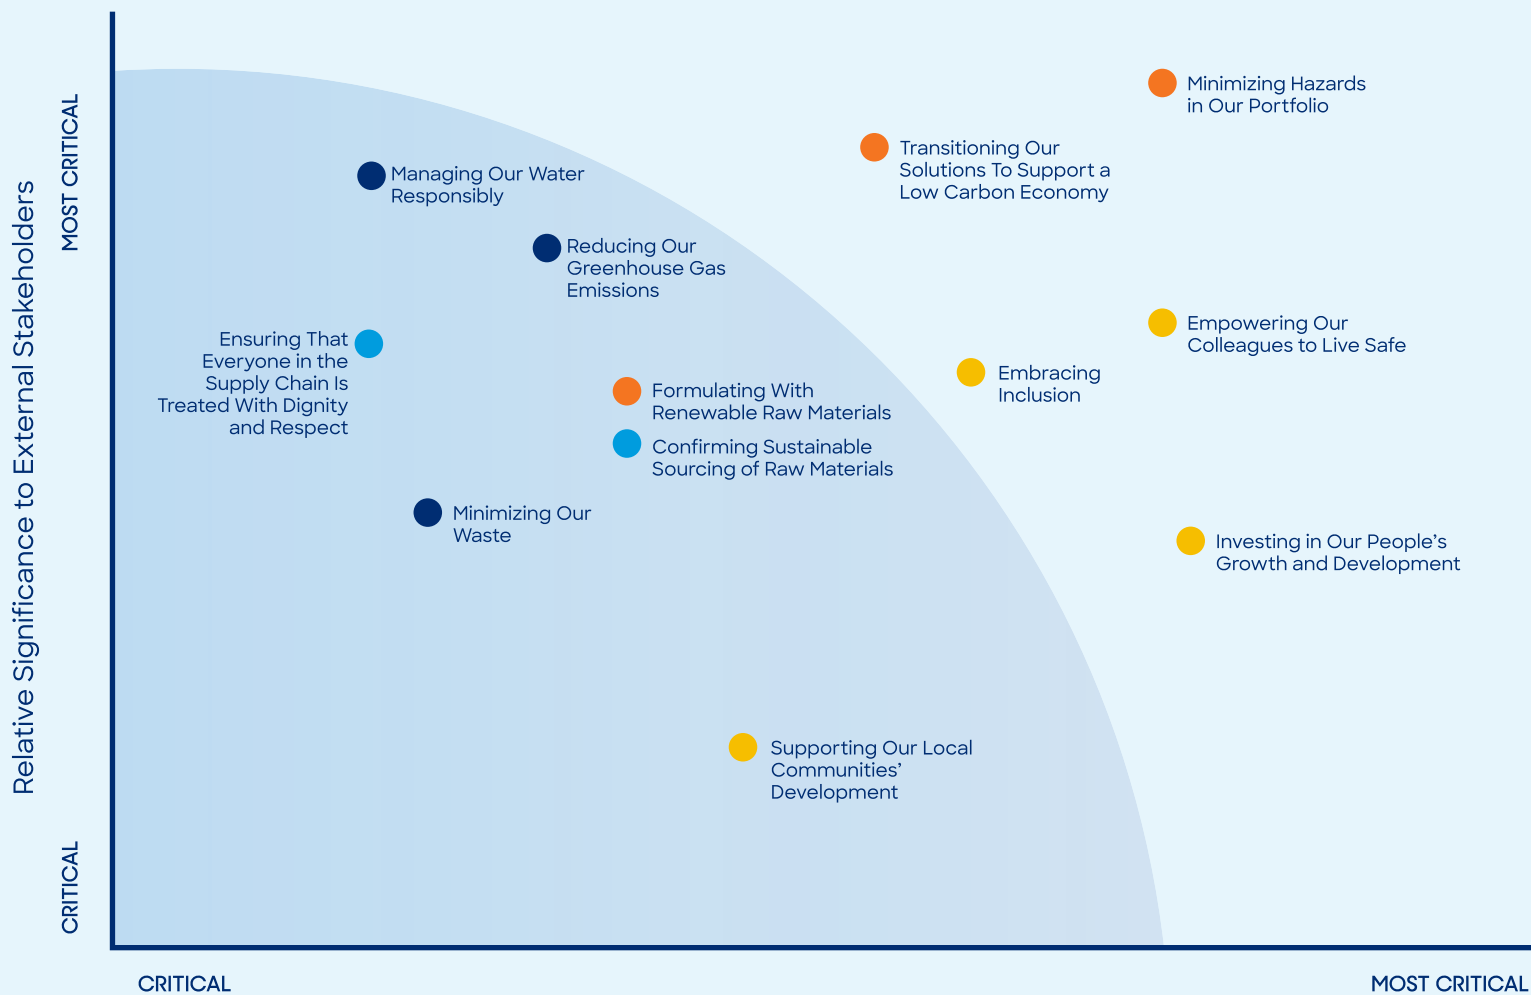 Relative Significance to External Stakeholders
MOST CRITICAL
CRITICAL
Minimizing Hazards
in Our Portfolio
Transitioning Our
Solutions To Support a
Low Carbon Economy
Managing Our Water
Responsibly
Reducing Our
Greenhouse Gas
Emissions
Ensuring That
Everyone in the
Supply Chain Is
Treated With Dignity
and Respect
Empowering Our
Colleagues to Live Safe
Embracing
Inclusion
Formulating With
Renewable Raw Materials
Confirming Sustainable
Sourcing of Raw Materials
Minimizing Our
Waste
Investing in Our People’s
Growth and Development
Supporting Our Local
Communities’
Development
CRITICAL
MOST CRITICAL